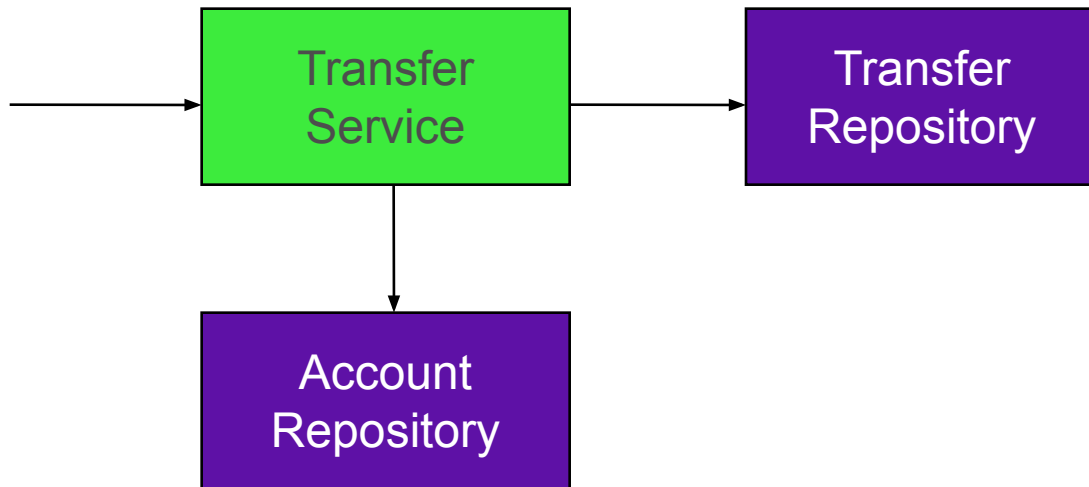 Transfer
Service
Transfer
Repository
Account
Repository